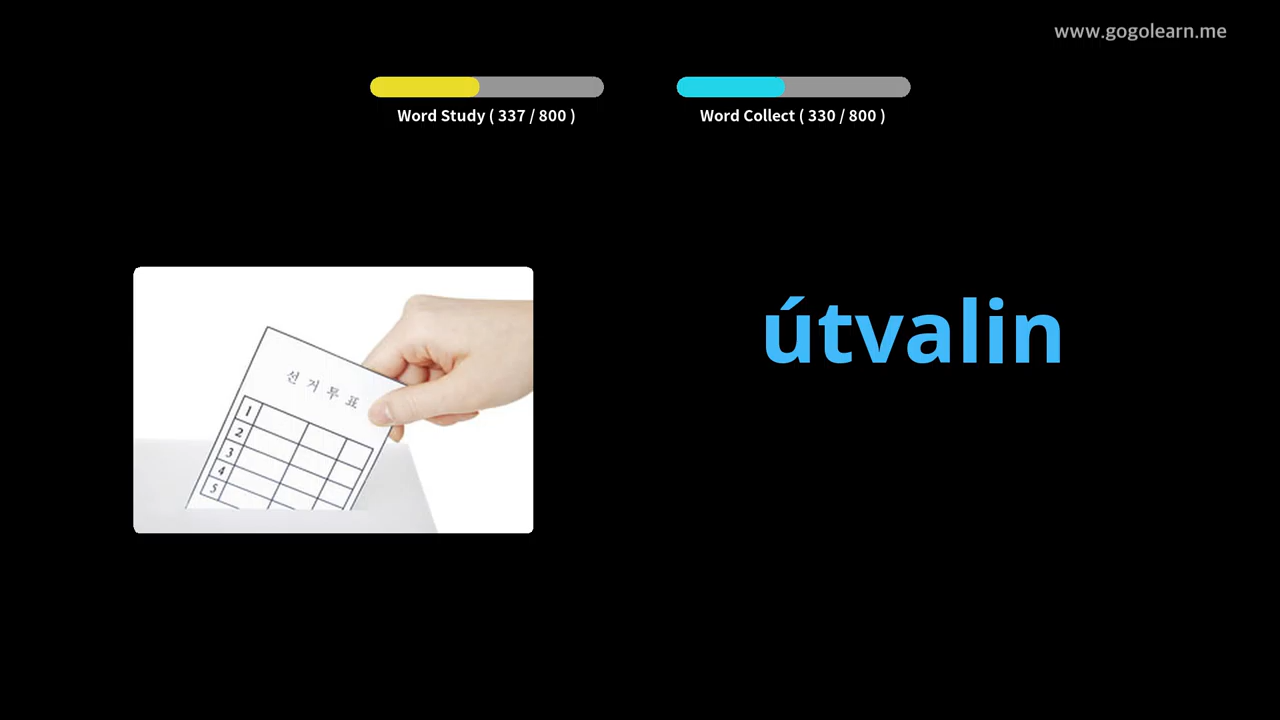 www.gogolearn.me
Word Study ( 337 / 800 )
Word Collect ( 330 / 800 )
útvalin
선거투표
1
2
3
4
5